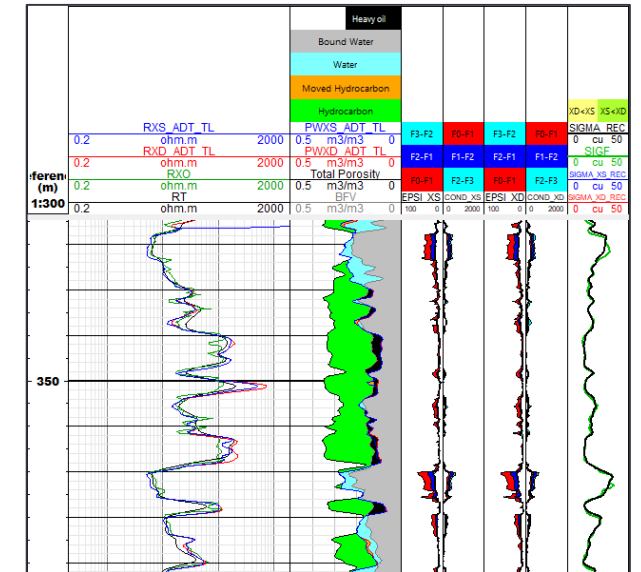 Heavy oil
Bound Water
Water
Moved Hydrocarbon
Hydrocarbon
XD<XS XS<XD
RXS_ADT_TL
0.2 ohm.m 2000
RXD_ADT_TL
0.2 ohm.m 2000
RXO
0.2 ohm.m 2000
RT
0.2 ohm.m 2000
PWXS_ADT_TL
0.5 m3/m3 0
PWXD_ADT_TL
0.5 m3/m3 0
Total Porosity
0.5 m3/m3 0
BFV
0.5 m3/m3 0
F3-F2 F0-F1 F3-F2 F0-F1
F2-F1 F1-F2 F2-F1 F1-F2
F0-F1 F2-F3 F0-F1 F2-F3
EPSI_XS COND_XS EPSI_XD COND_XD
100 0 0 2000 100 0 0 2000
SIGMA_REC
0 cu 50
SIGF
0 cu 50
SIGMA_XS_REC
0 cu 50
SIGMA_XD_REC
0 cu 50
feren
(m)
1:300
350